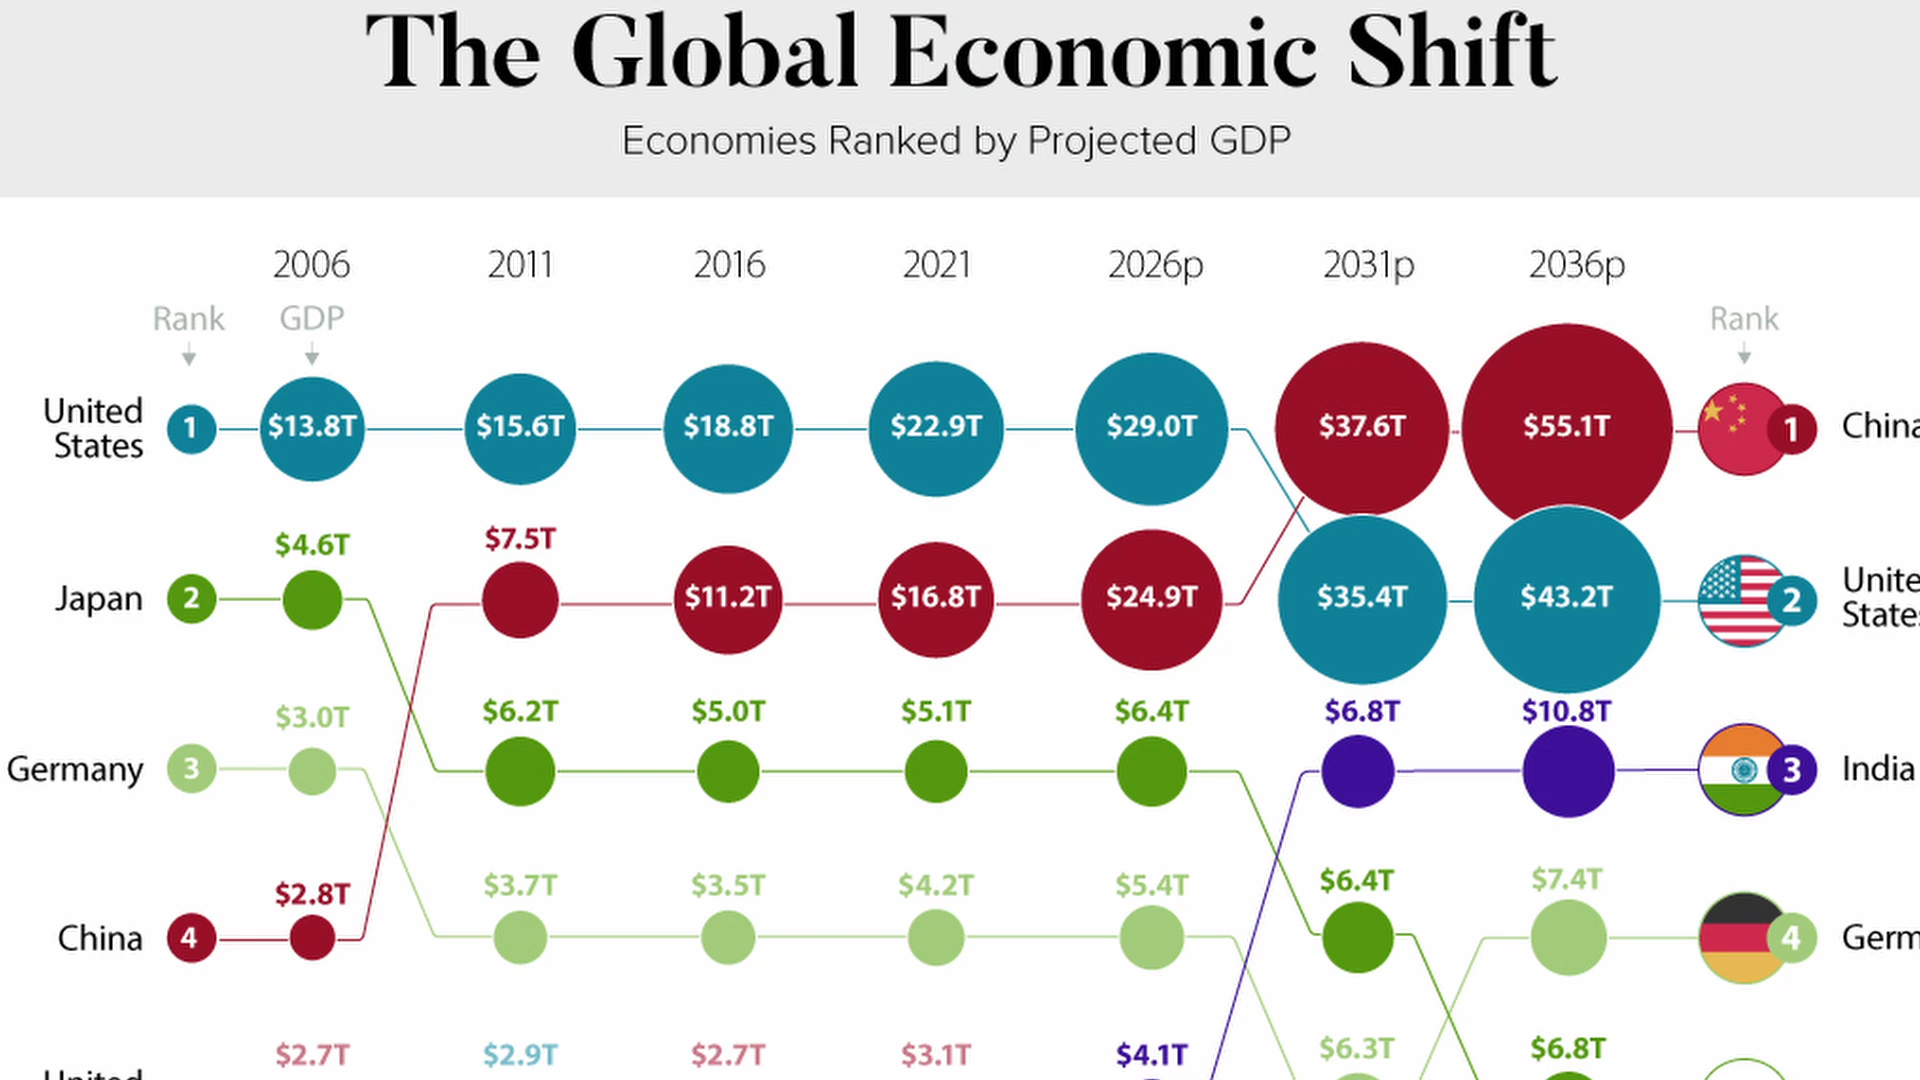 The Global Economic Shift
Economies Ranked by Projected GDP
2006 2011 2016 2021 2026p 2031p 2036p
Rank GDP Rank
United
States
1 $13.8T $15.6T $18.8T $22.9T $29.0T $37.6T $55.1T 1 China
$4.6T $7.5T
Japan 2 $11.2T $16.8T $24.9T $35.4T $43.2T 2
Unite
States
$3.0T $6.2T $5.0T $5.1T $6.4T $6.8T $10.8T
Germany 3 3 India
$2.8T $3.7T $3.5T $4.2T $5.4T $6.4T $7.4T
China 4 4 Germ
$2.7T $2.9T $2.7T $3.1T $4.1T $6.3T $6.8T
United